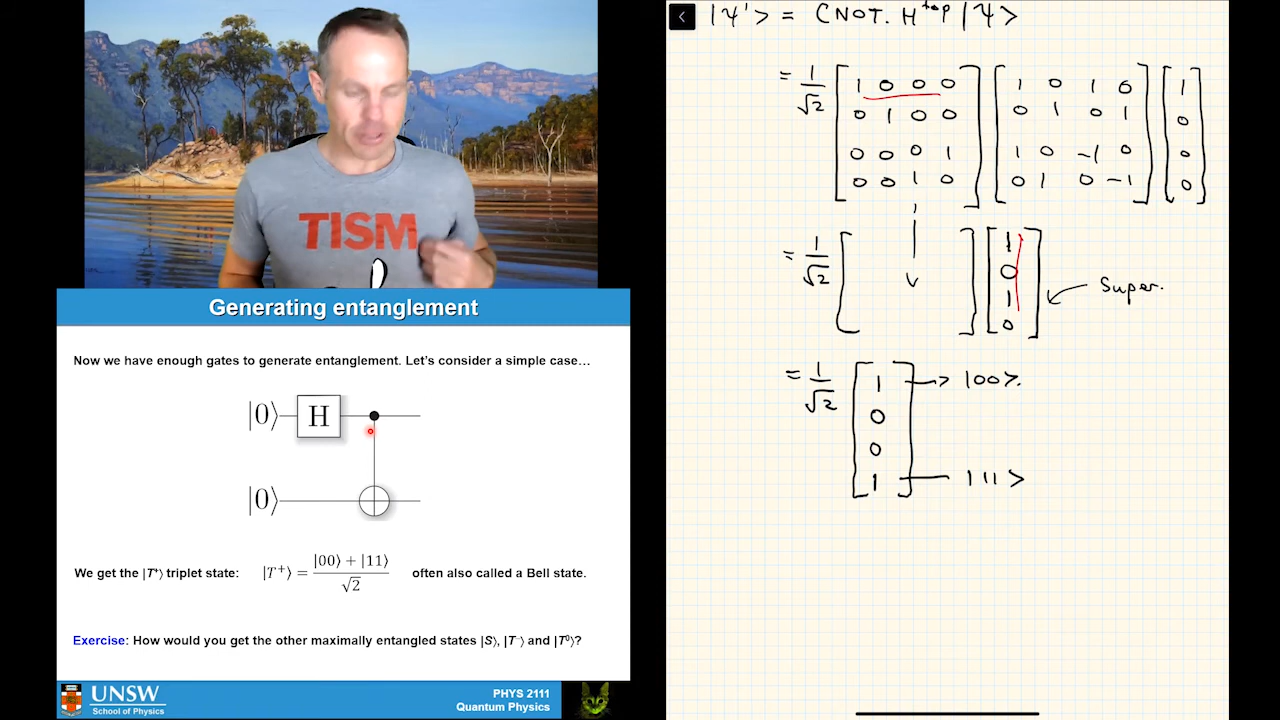 TISM
Generating entanglement
Now we have enough gates to generate entanglement. Let's consider a simple case…
|0⟩ H
|0⟩
We get the |T⁺⟩ triplet state: |T⁺⟩ = (|00⟩ + |11⟩)/√2 often also called a Bell state.
Exercise: How would you get the other maximally entangled states |S⟩, |T⁻⟩ and |T⁰⟩?
UNSW
School of Physics
PHYS 2111
Quantum Physics
|Ψ'> = CNOT. H^top |Ψ>
= 1/√2 [1 0 0 0 [1 0 1 0 [1
0 1 0 0 0 1 0 1 0
0 0 0 1 1 0 -1 0 0
0 0 1 0] 0 1 0 -1] 0]
= 1/√2 [ ] [1
0
1
0] ← Super.
= 1/√2 [1 → |00>.
0
0
1] — |11>